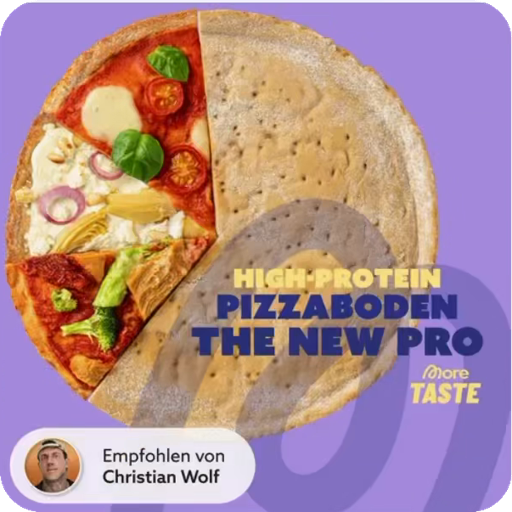 HIGH-PROTEIN
PIZZABODEN
THE NEW PRO
More
TASTE
Empfohlen von
Christian Wolf